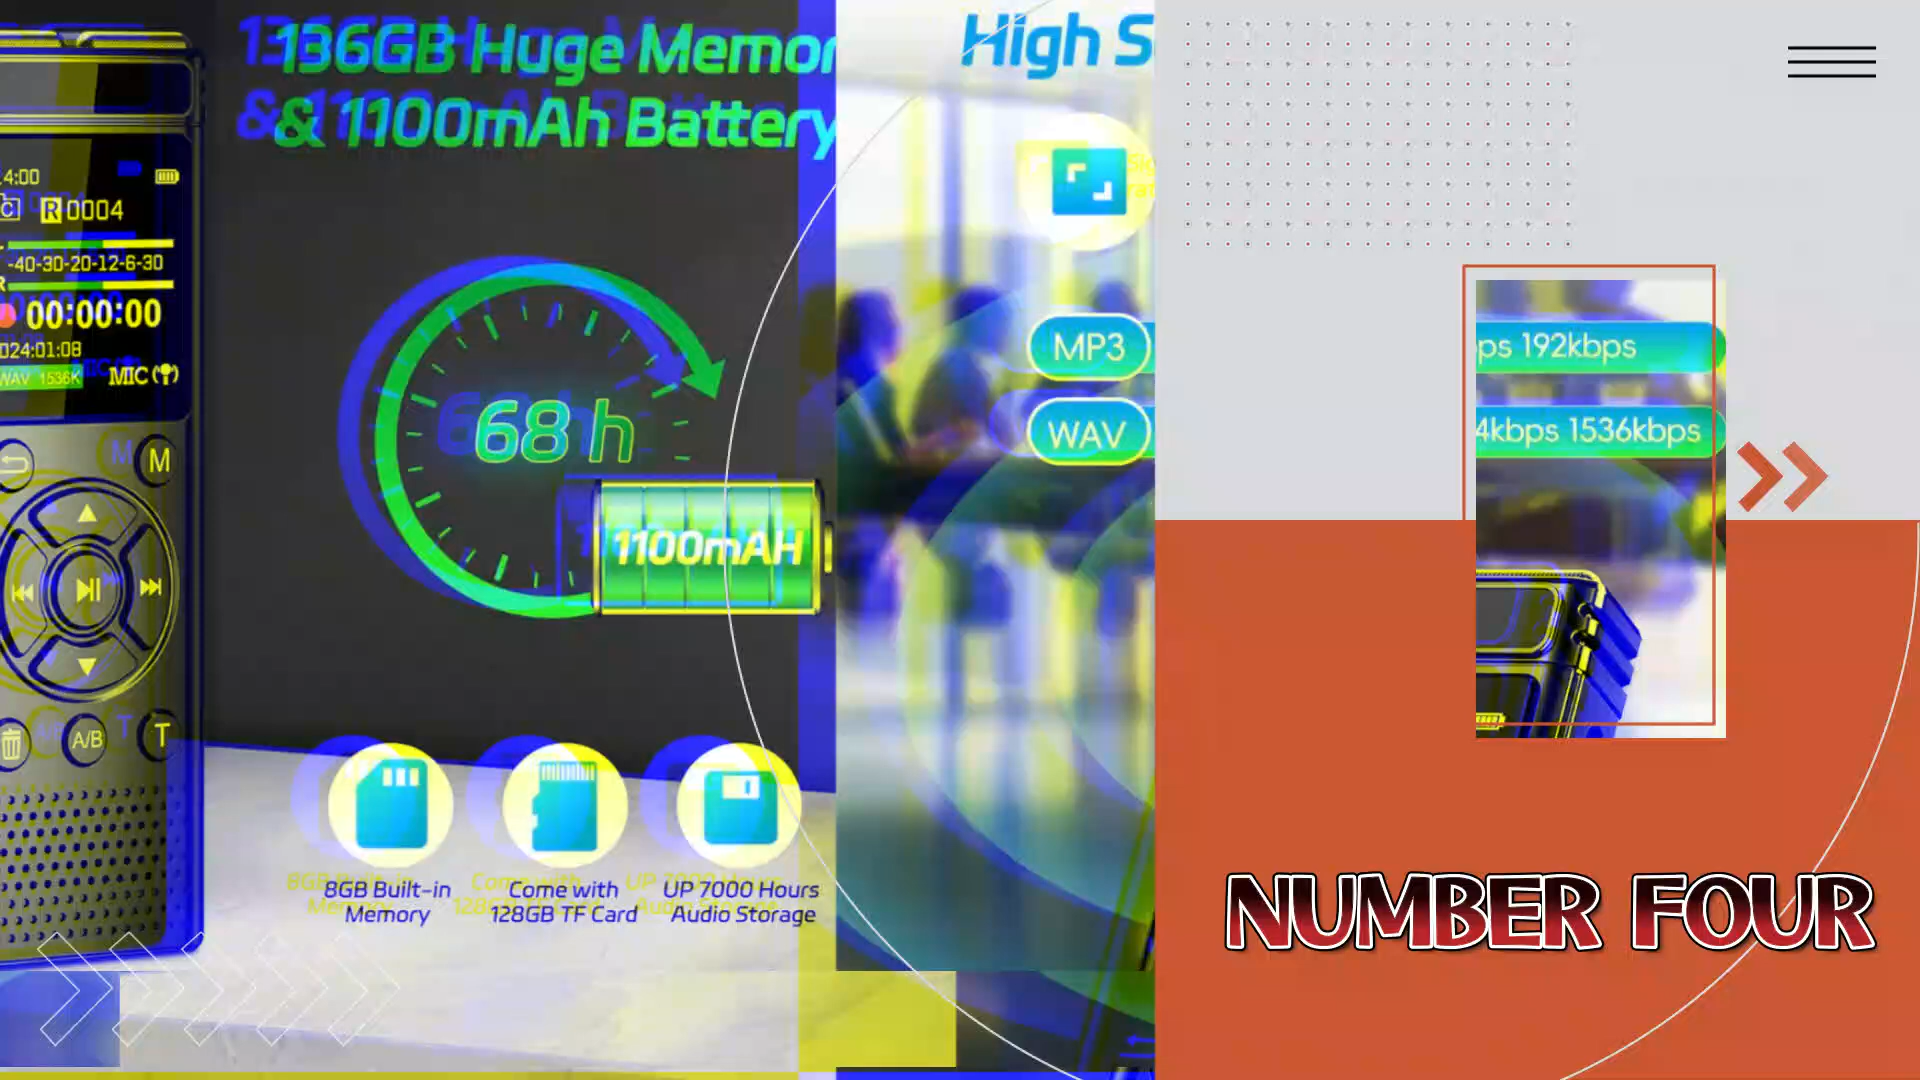 136GB Huge Memor
& 1100mAh Battery
High S
4:00
R 0004
-40-30-20-12-6-30
R
00:00:00
024:01:08
WAV 1536K
MIC
68 h
1100mAH
MP3
ps 192kbps
WAV
4kbps 1536kbps
M
A/B
T
8GB Built-in
Memory
Come with
128GB TF Card
UP 7000 Hours
Audio Storage
NUMBER FOUR